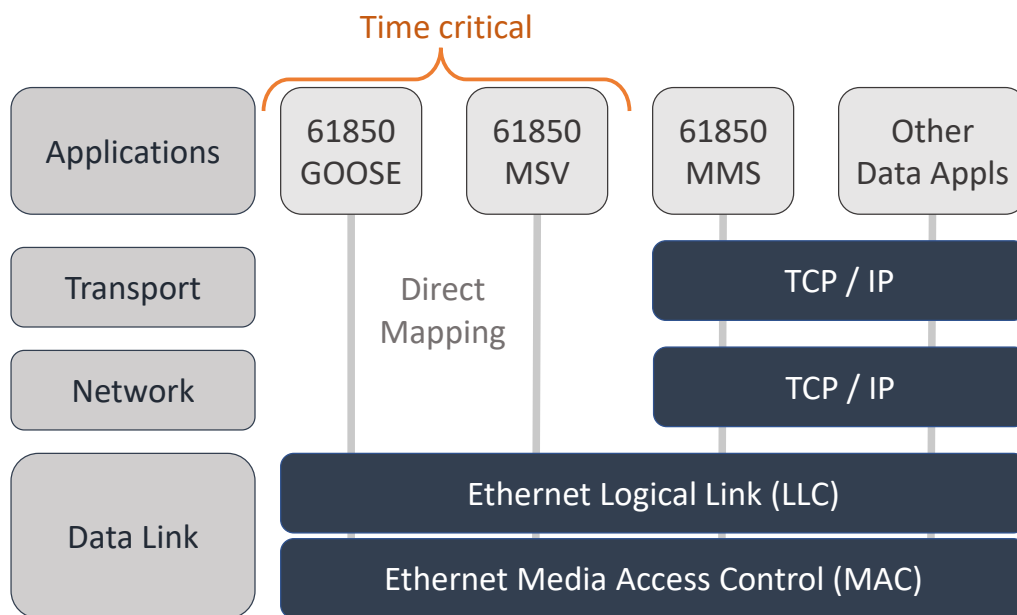 Time critical
Applications
61850
GOOSE
61850
MSV
61850
MMS
Other
Data Appls
Transport
Direct
Mapping
TCP / IP
Network
TCP / IP
Data Link
Ethernet Logical Link (LLC)
Ethernet Media Access Control (MAC)